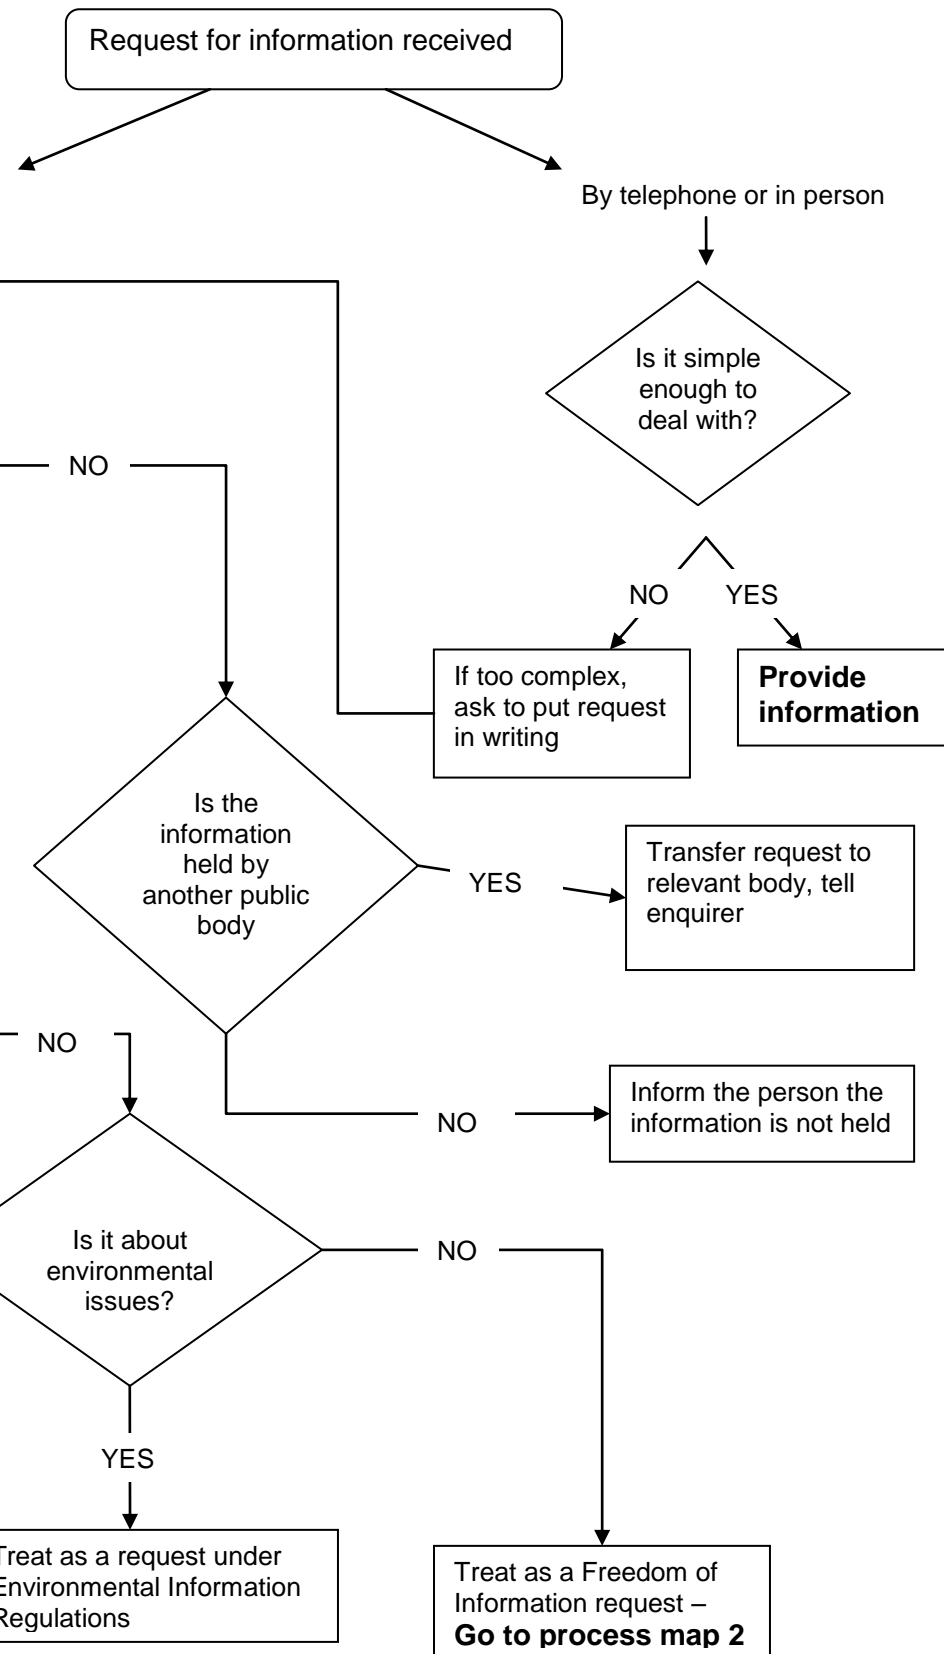 Request for information received
By telephone or in person
Is it simple
enough to
deal with?
NO
NO
YES
If too complex,
ask to put request
in writing
Provide
information
Is the
information
held by
another public
body
YES
Transfer request to
relevant body, tell
enquirer
NO
NO
Inform the person the
information is not held
Is it about
environmental
issues?
NO
YES
Treat as a request under
Environmental Information
Regulations
Treat as a Freedom of
Information request –
Go to process map 2